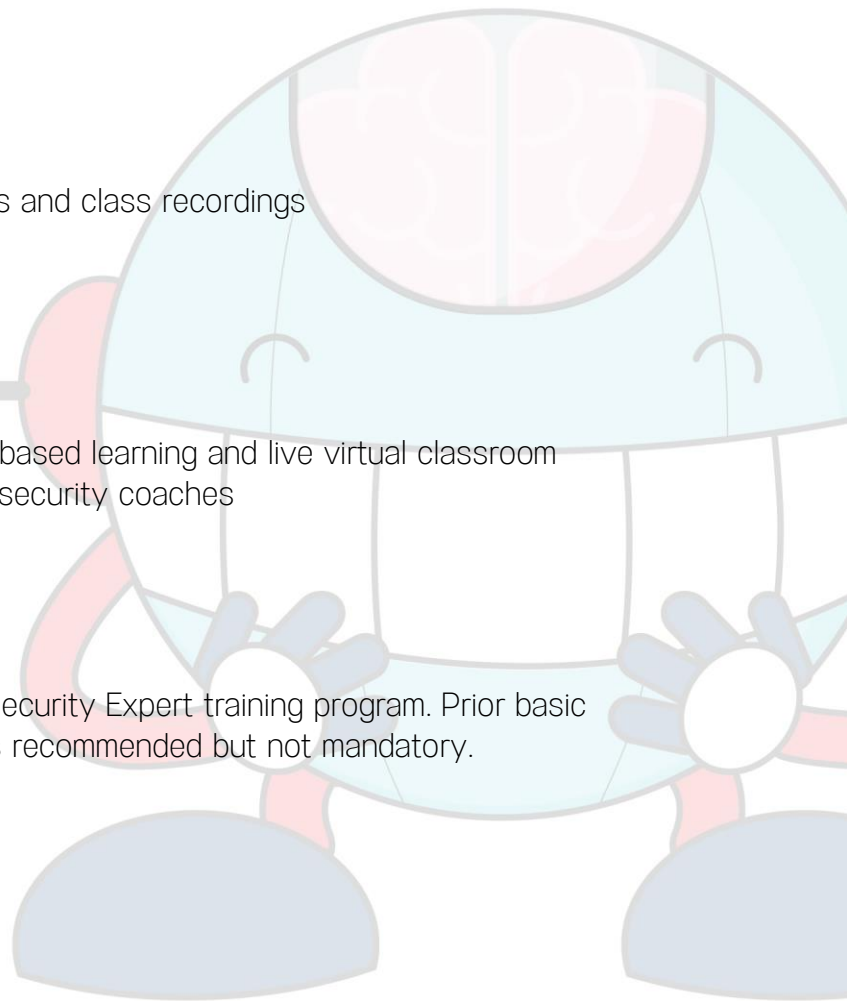 s and class recordings
based learning and live virtual classroom
security coaches
ecurity Expert training program. Prior basic
recommended but not mandatory.